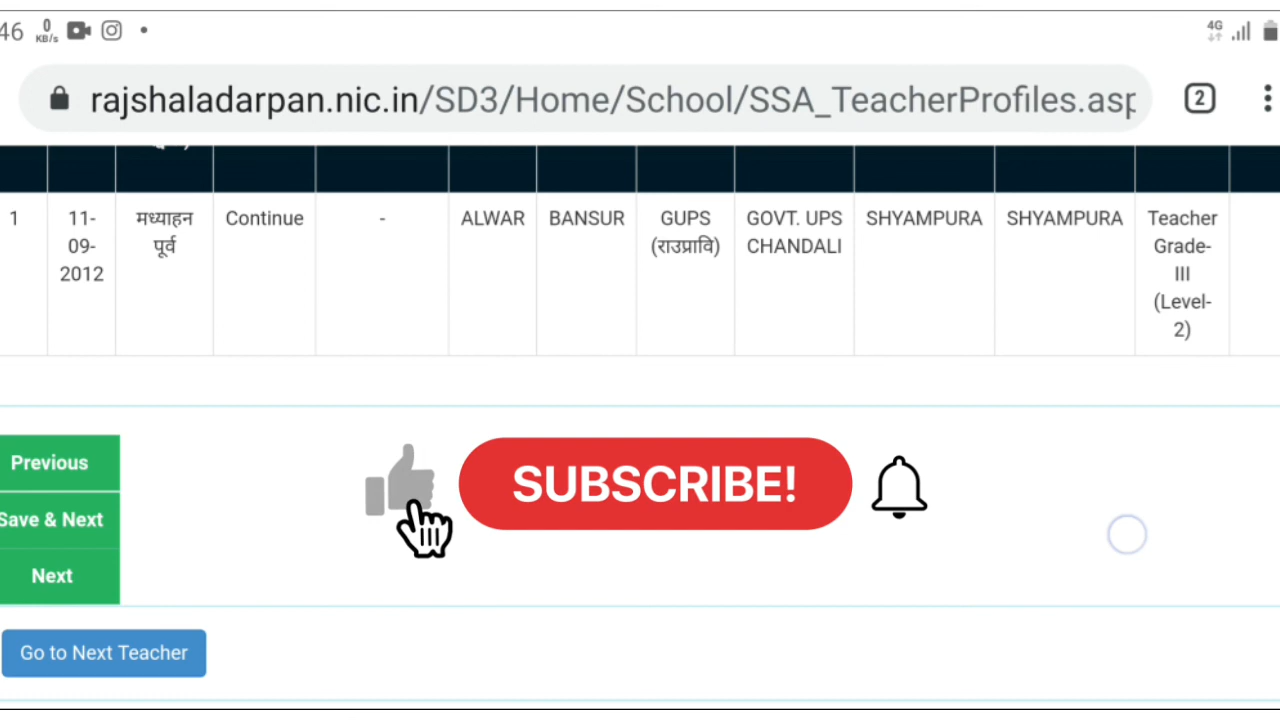 46 0 KB/s 4G
rajshaladarpan.nic.in/SD3/Home/School/SSA_TeacherProfiles.asp 2
1 11- मध्याहन Continue - ALWAR BANSUR GUPS GOVT. UPS SHYAMPURA SHYAMPURA Teacher
09- पूर्व (राउप्रावि) CHANDALI Grade-
2012 III
(Level-
2)
Previous
SUBSCRIBE!
Save & Next
Next
Go to Next Teacher